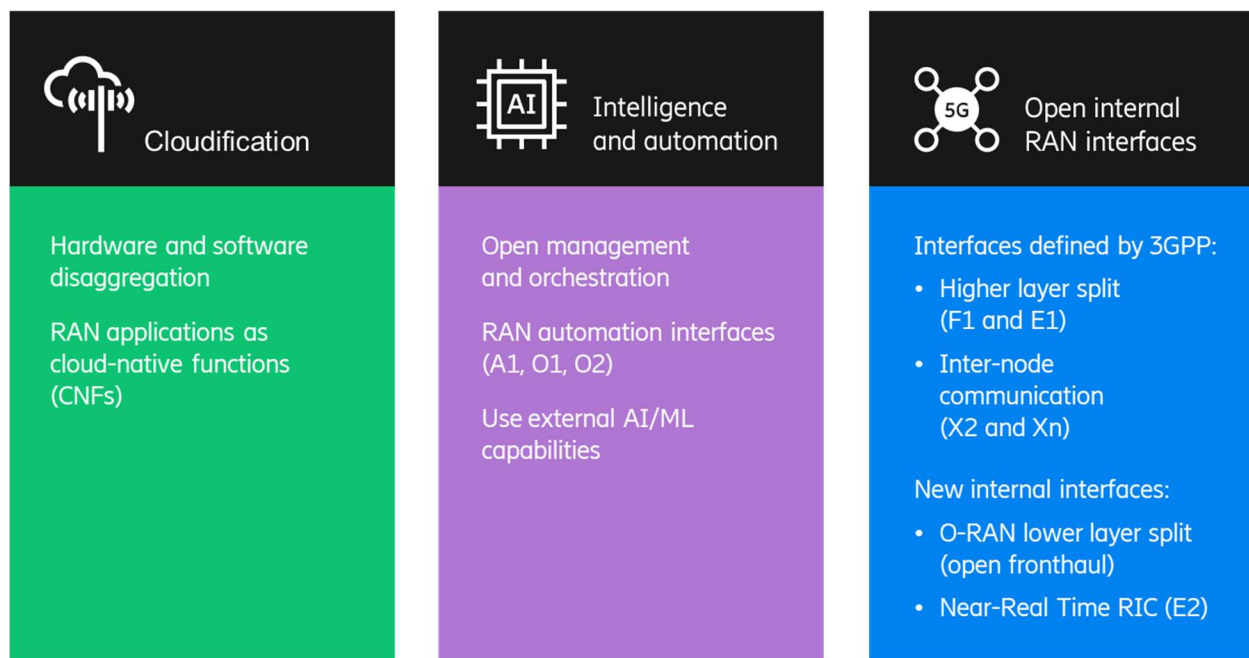 Cloudification
Hardware and software
disaggregation
RAN applications as
cloud-native functions
(CNFs)
AI
Intelligence
and automation
Open management
and orchestration
RAN automation interfaces
(A1, O1, O2)
Use external AI/ML
capabilities
5G
Open internal
RAN interfaces
Interfaces defined by 3GPP:
• Higher layer split
(F1 and E1)
• Inter-node
communication
(X2 and Xn)
New internal interfaces:
• O-RAN lower layer split
(open fronthaul)
• Near-Real Time RIC (E2)